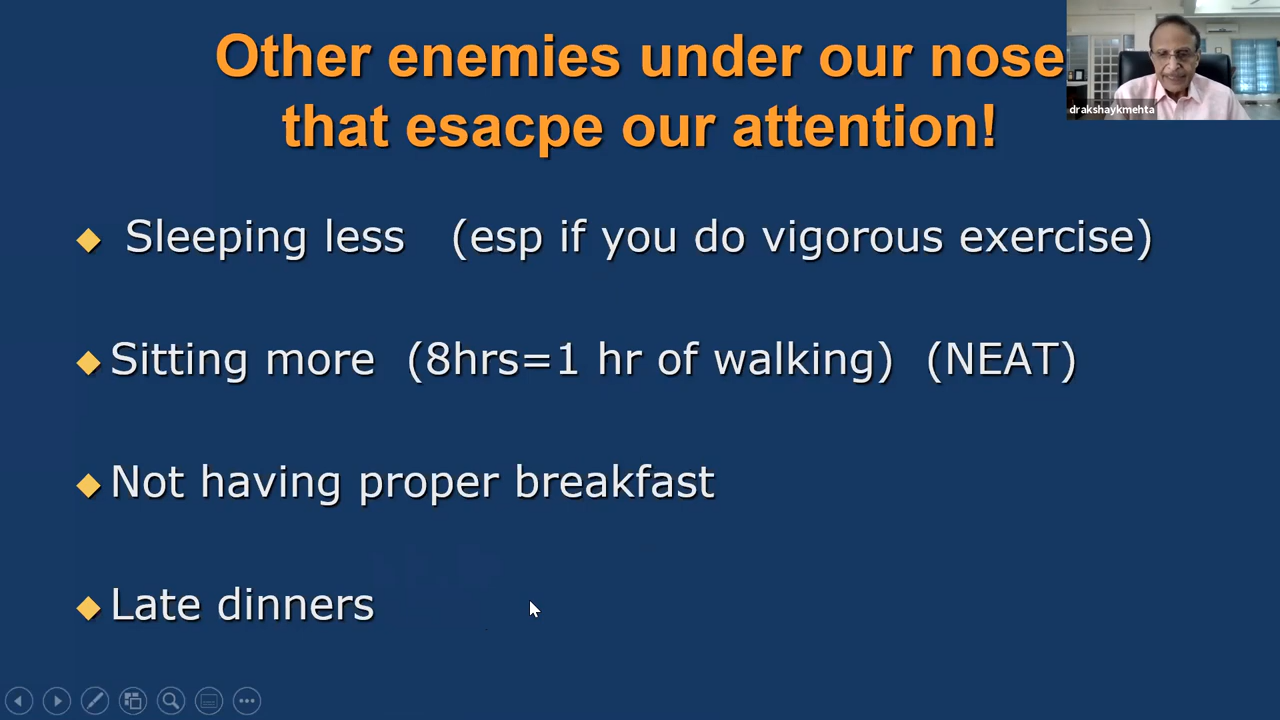 Other enemies under our nose
that esacpe our attention!
drakshaykmehta
Sleeping less (esp if you do vigorous exercise)
Sitting more (8hrs=1 hr of walking) (NEAT)
Not having proper breakfast
Late dinners